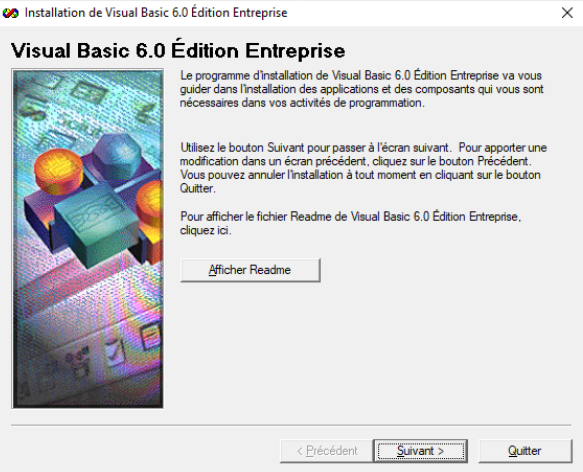 Installation de Visual Basic 6.0 Édition Entreprise
Visual Basic 6.0 Édition Entreprise
Le programme d'installation de Visual Basic 6.0 Édition Entreprise va vous
guider dans l'installation des applications et des composants qui vous sont
nécessaires dans vos activités de programmation.
Utilisez le bouton Suivant pour passer à l'écran suivant. Pour apporter une
modification dans un écran précédent, cliquez sur le bouton Précédent.
Vous pouvez annuler l'installation à tout moment en cliquant sur le bouton
Quitter.
Pour afficher le fichier Readme de Visual Basic 6.0 Édition Entreprise,
cliquez ici.
Afficher Readme
< Précédent
Suivant >
Quitter